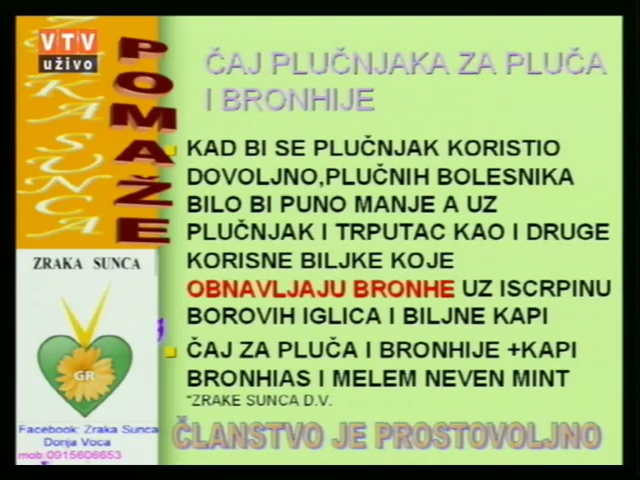 VTV
uživo
ZRAKA SUNCA
POMAŽE
ČAJ PLUČNJAKA ZA PLUČA
I BRONHIJE
KAD BI SE PLUČNJAK KORISTIO
DOVOLJNO,PLUČNIH BOLESNIKA
BILO BI PUNO MANJE A UZ
PLUČNJAK I TRPUTAC KAO I DRUGE
KORISNE BILJKE KOJE
OBNAVLJAJU BRONHE UZ ISCRPINU
BOROVIH IGLICA I BILJNE KAPI
ČAJ ZA PLUČA I BRONHIJE +KAPI
BRONHIAS I MELEM NEVEN MINT
*ZRAKE SUNCA D.V.
ČLANSTVO JE PROSTOVOLJNO
ZRAKA SUNCA
GR
Facebook: Zraka Sunca
Donja Voca
mob:0915606653